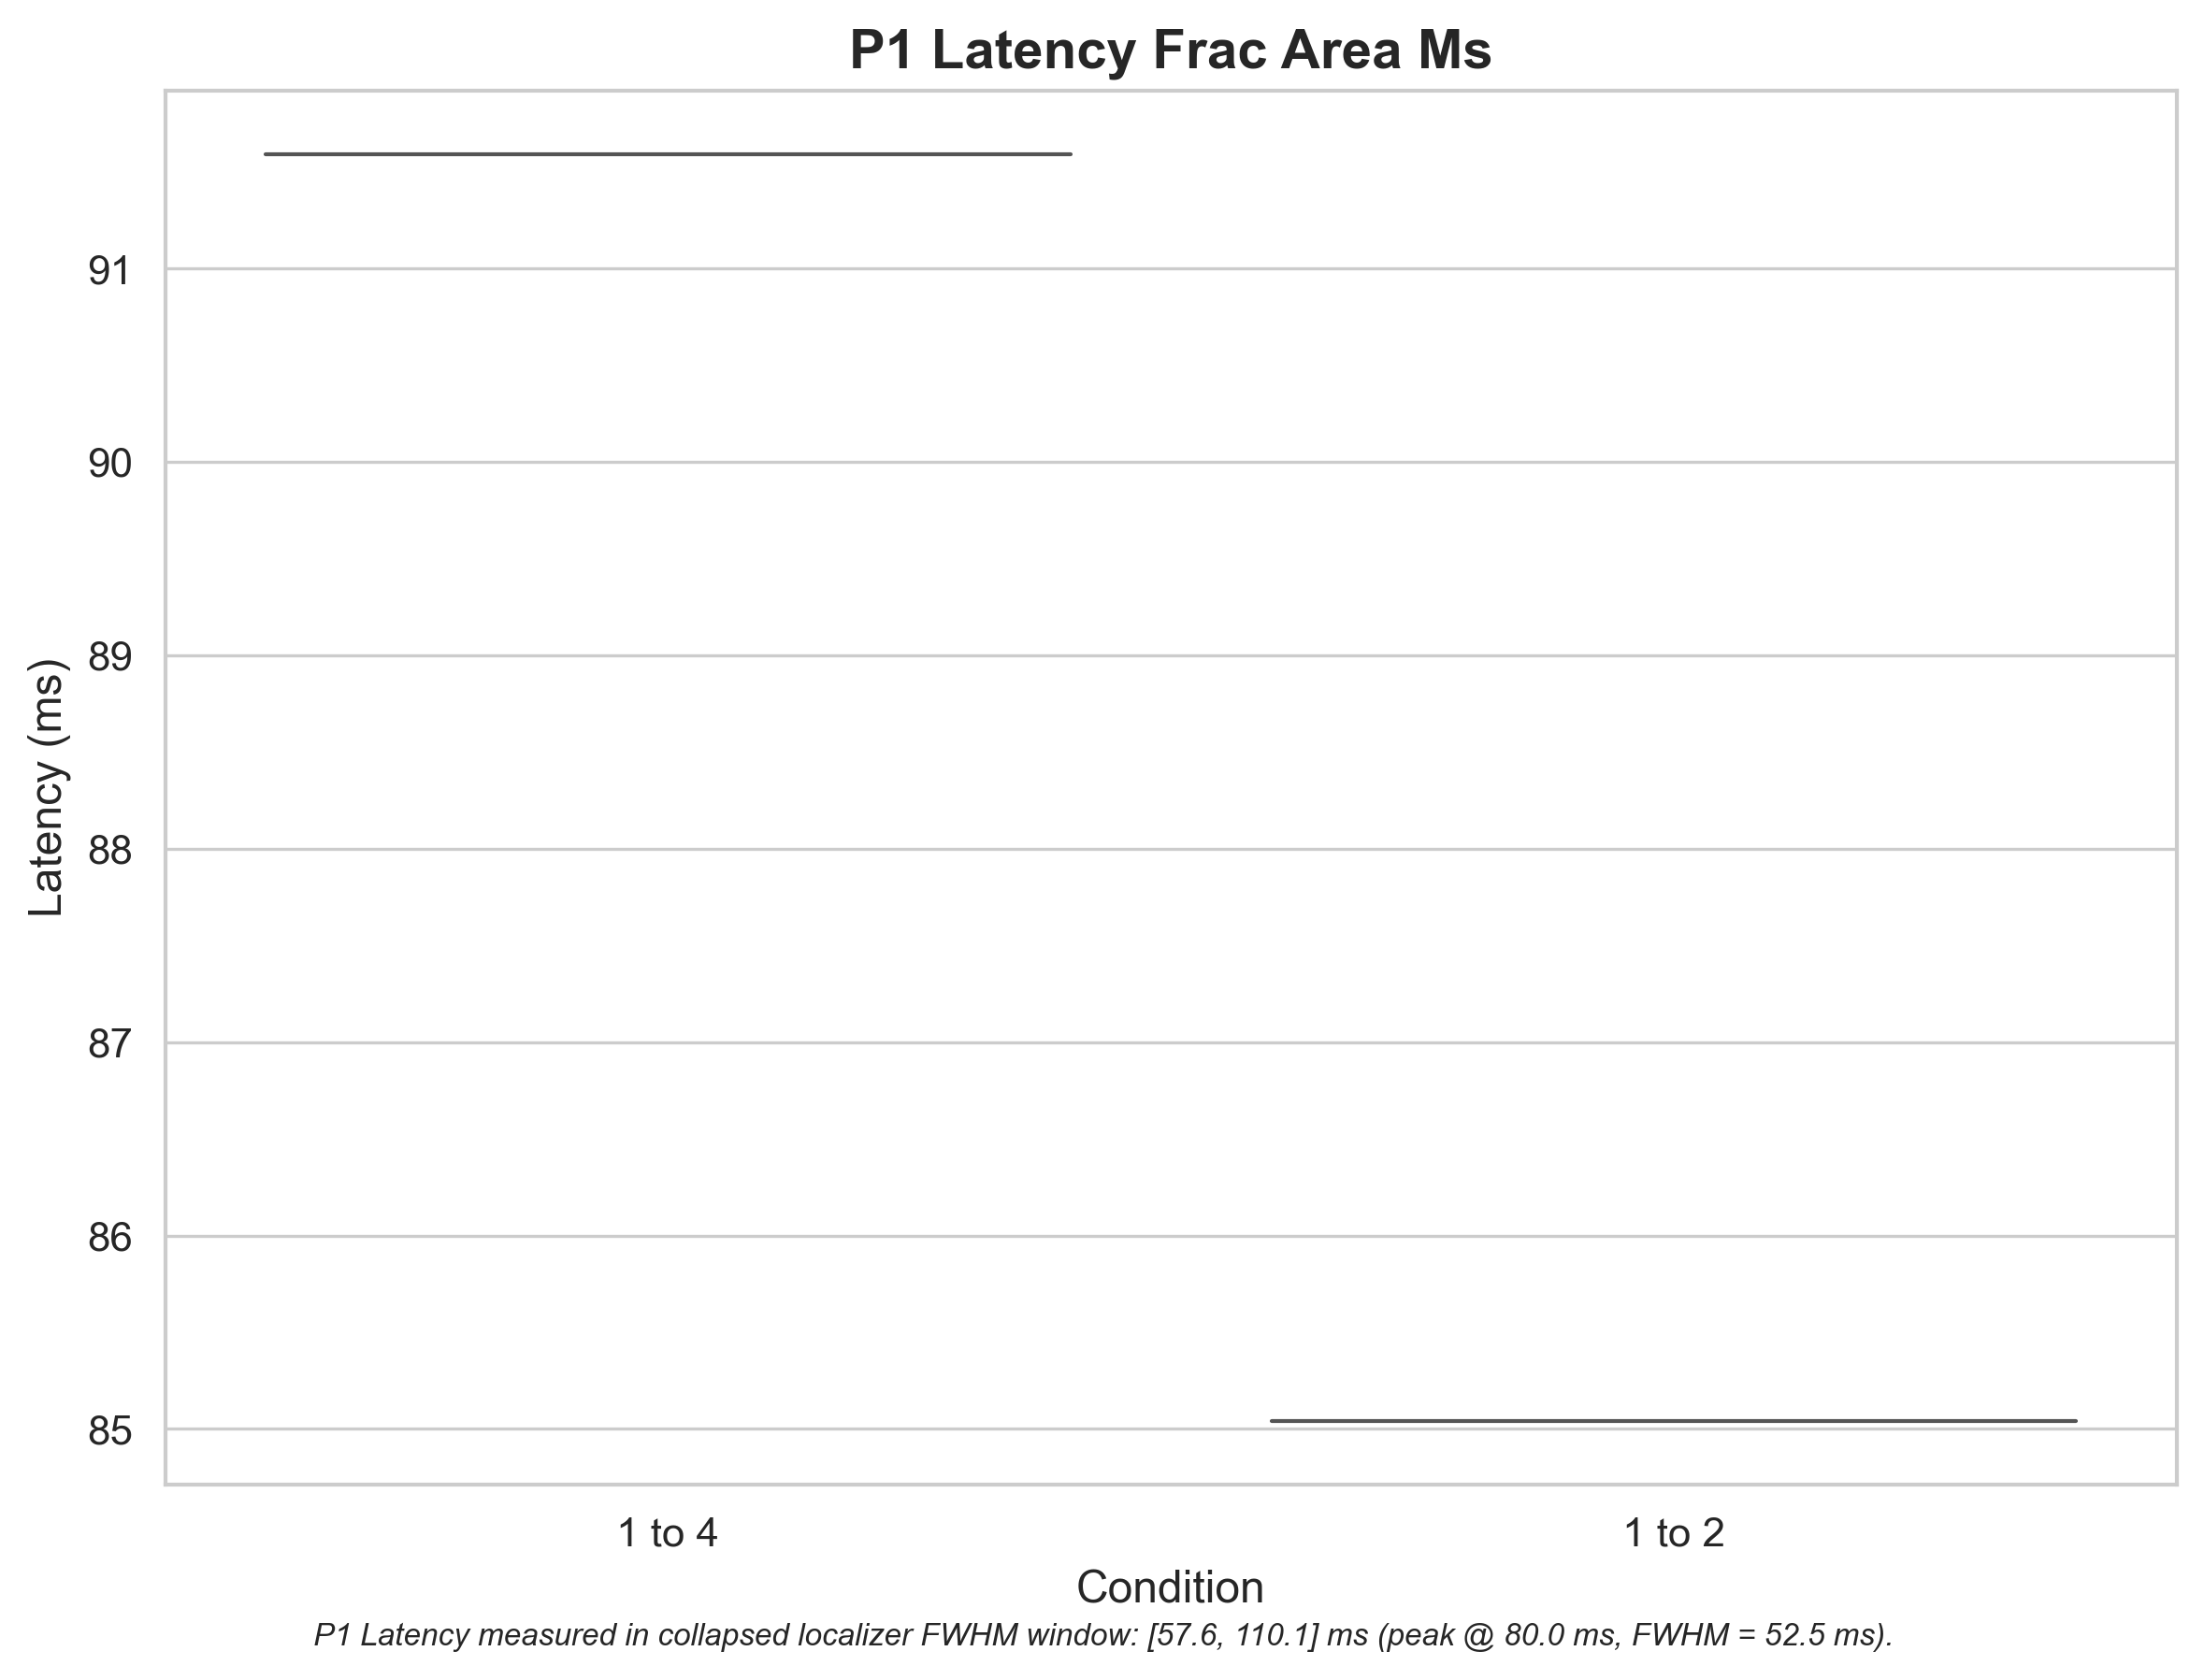 P1 Latency Frac Area Ms
91
90
89
88
87
86
85
Latency (ms)
1 to 4
1 to 2
Condition
P1 Latency measured in collapsed localizer FWHM window: [57.6, 110.1] ms (peak @ 80.0 ms, FWHM = 52.5 ms).